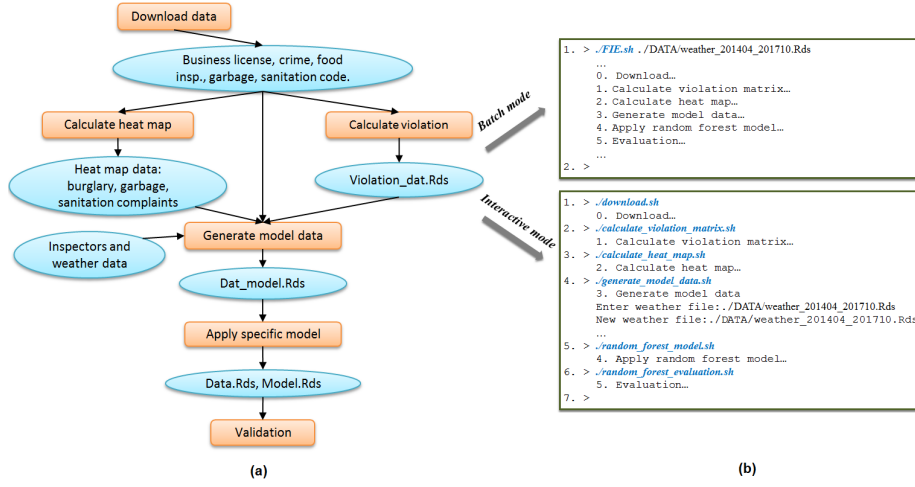 Download data
Business license, crime, food
insp., garbage, sanitation code.
Calculate heat map
Calculate violation
Heat map data:
burglary, garbage,
sanitation complaints
Violation_dat.Rds
Generate model data
Inspectors and
weather data
Dat_model.Rds
Apply specific model
Data.Rds, Model.Rds
Validation
(a)
Batch mode
Interactive mode
1. > ./FIE.sh ./DATA/weather_201404_201710.Rds
...
0. Download…
1. Calculate violation matrix…
2. Calculate heat map…
3. Generate model data…
4. Apply random forest model…
5. Evaluation…
...
2. >
1. > ./download.sh
0. Download…
2. > ./calculate_violation_matrix.sh
1. Calculate violation matrix…
3. > ./calculate_heat_map.sh
2. Calculate heat map…
4. > ./generate_model_data.sh
3. Generate model data
Enter weather file:./DATA/weather_201404_201710.Rds
New weather file:./DATA/weather_201404_201710.Rds
...
5. > ./random_forest_model.sh
4. Apply random forest model…
6. > ./random_forest_evaluation.sh
5. Evaluation…
7. >
(b)